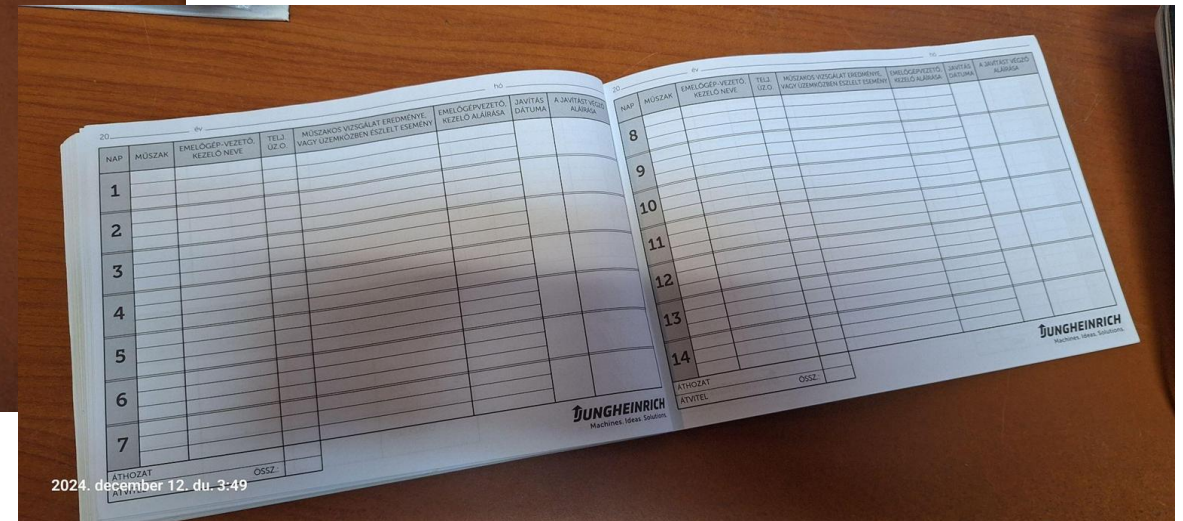 20 év hó
NAP MŰSZAK EMELŐGÉP-VEZETŐ, KEZELŐ NEVE TELJ. ÜZ.O. MŰSZAKOS VIZSGÁLAT EREDMÉNYE, VAGY ÜZEMKÖZBEN ÉSZLELT ESEMÉNY EMELŐGÉPVEZETŐ, KEZELŐ ALÁÍRÁSA JAVÍTÁS DÁTUMA A JAVÍTÁST VÉGZŐ ALÁÍRÁSA
1
2
3
4
5
6
7
ÁTHOZAT ÖSSZ.:
ÁTVITEL
JUNGHEINRICH
Machines. Ideas. Solutions.
20 év hó
NAP MŰSZAK EMELŐGÉP-VEZETŐ, KEZELŐ NEVE TELJ. ÜZ.O. MŰSZAKOS VIZSGÁLAT EREDMÉNYE, VAGY ÜZEMKÖZBEN ÉSZLELT ESEMÉNY EMELŐGÉPVEZETŐ, KEZELŐ ALÁÍRÁSA JAVÍTÁS DÁTUMA A JAVÍTÁST VÉGZŐ ALÁÍRÁSA
8
9
10
11
12
13
14
ÁTHOZAT ÖSSZ.:
ÁTVITEL
JUNGHEINRICH
Machines. Ideas. Solutions.
2024. december 12. du. 3:49